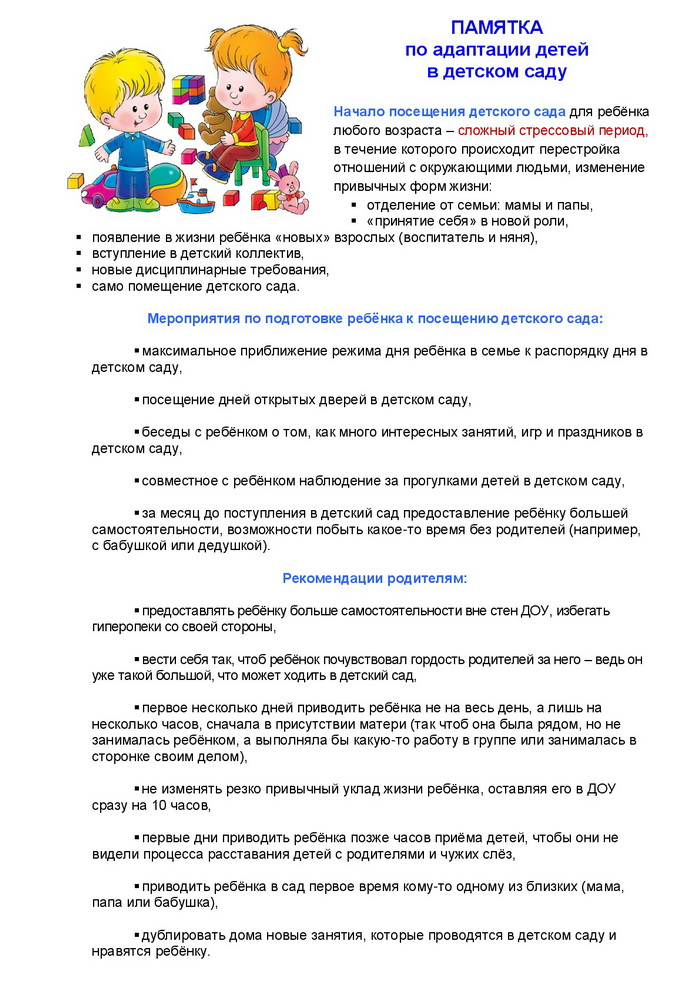 ПАМЯТКА
по адаптации детей
в детском саду
Начало посещения детского сада для ребёнка
любого возраста – сложный стрессовый период,
в течение которого происходит перестройка
отношений с окружающими людьми, изменение
привычных форм жизни:
▪ отделение от семьи: мамы и папы,
▪ «принятие себя» в новой роли,
▪ появление в жизни ребёнка «новых» взрослых (воспитатель и няня),
▪ вступление в детский коллектив,
▪ новые дисциплинарные требования,
▪ само помещение детского сада.
Мероприятия по подготовке ребёнка к посещению детского сада:
▪ максимальное приближение режима дня ребёнка в семье к распорядку дня в
детском саду,
▪ посещение дней открытых дверей в детском саду,
▪ беседы с ребёнком о том, как много интересных занятий, игр и праздников в
детском саду,
▪ совместное с ребёнком наблюдение за прогулками детей в детском саду,
▪ за месяц до поступления в детский сад предоставление ребёнку большей
самостоятельности, возможности побыть какое-то время без родителей (например,
с бабушкой или дедушкой).
Рекомендации родителям:
▪ предоставлять ребёнку больше самостоятельности вне стен ДОУ, избегать
гиперопеки со своей стороны,
▪ вести себя так, чтоб ребёнок почувствовал гордость родителей за него – ведь он
уже такой большой, что может ходить в детский сад,
▪ первое несколько дней приводить ребёнка не на весь день, а лишь на
несколько часов, сначала в присутствии матери (так чтоб она была рядом, но не
занималась ребёнком, а выполняла бы какую-то работу в группе или занималась в
сторонке своим делом),
▪ не изменять резко привычный уклад жизни ребёнка, оставляя его в ДОУ
сразу на 10 часов,
▪ первые дни приводить ребёнка позже часов приёма детей, чтобы они не
видели процесса расставания детей с родителями и чужих слёз,
▪ приводить ребёнка в сад первое время кому-то одному из близких (мама,
папа или бабушка),
▪ дублировать дома новые занятия, которые проводятся в детском саду и
нравятся ребёнку.